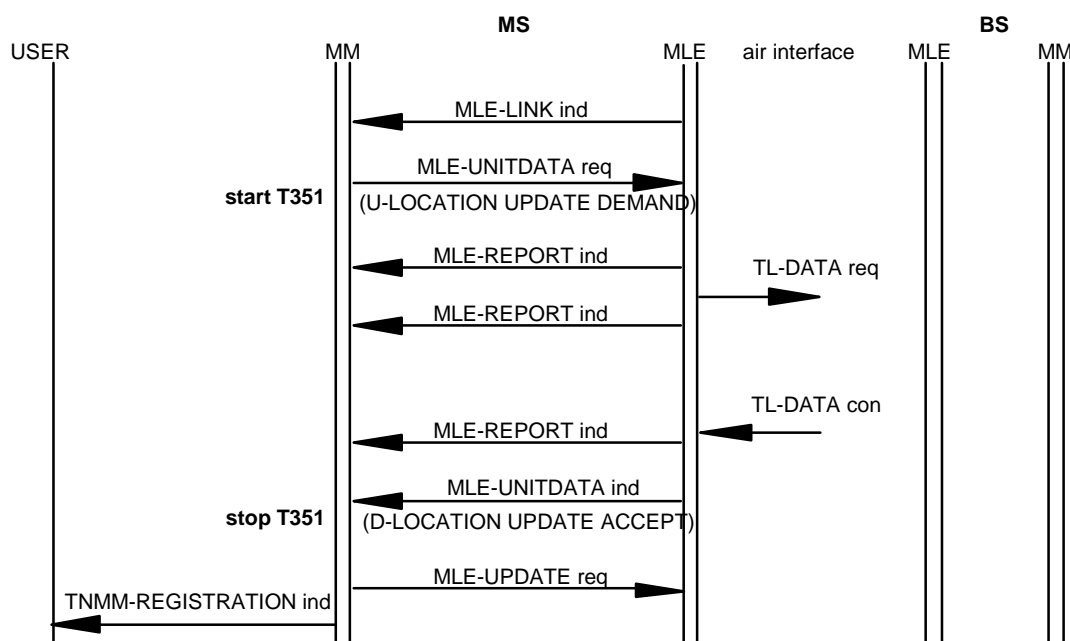 MS BS
USER MM MLE air interface MLE MM
MLE-LINK ind
MLE-UNITDATA req
start T351 (U-LOCATION UPDATE DEMAND)
MLE-REPORT ind
TL-DATA req
MLE-REPORT ind
TL-DATA con
MLE-REPORT ind
MLE-UNITDATA ind
stop T351 (D-LOCATION UPDATE ACCEPT)
MLE-UPDATE req
TNMM-REGISTRATION ind